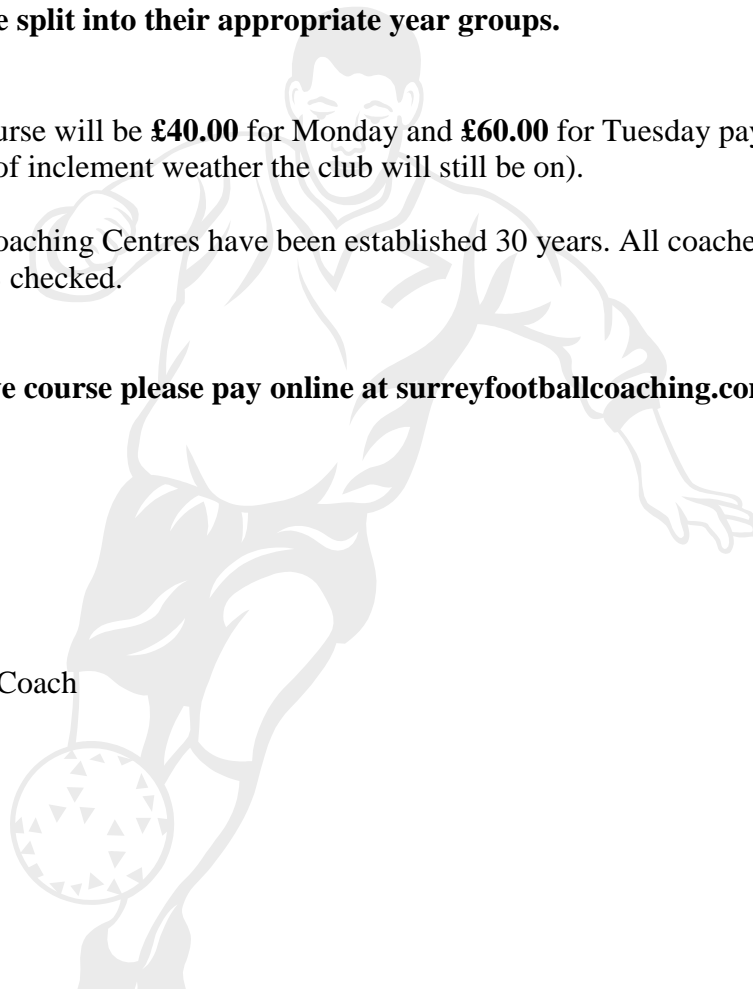 e split into their appropriate year groups.
urse will be £40.00 for Monday and £60.00 for Tuesday pay
of inclement weather the club will still be on).
oaching Centres have been established 30 years. All coache
checked.
e course please pay online at surreyfootballcoaching.co
Coach